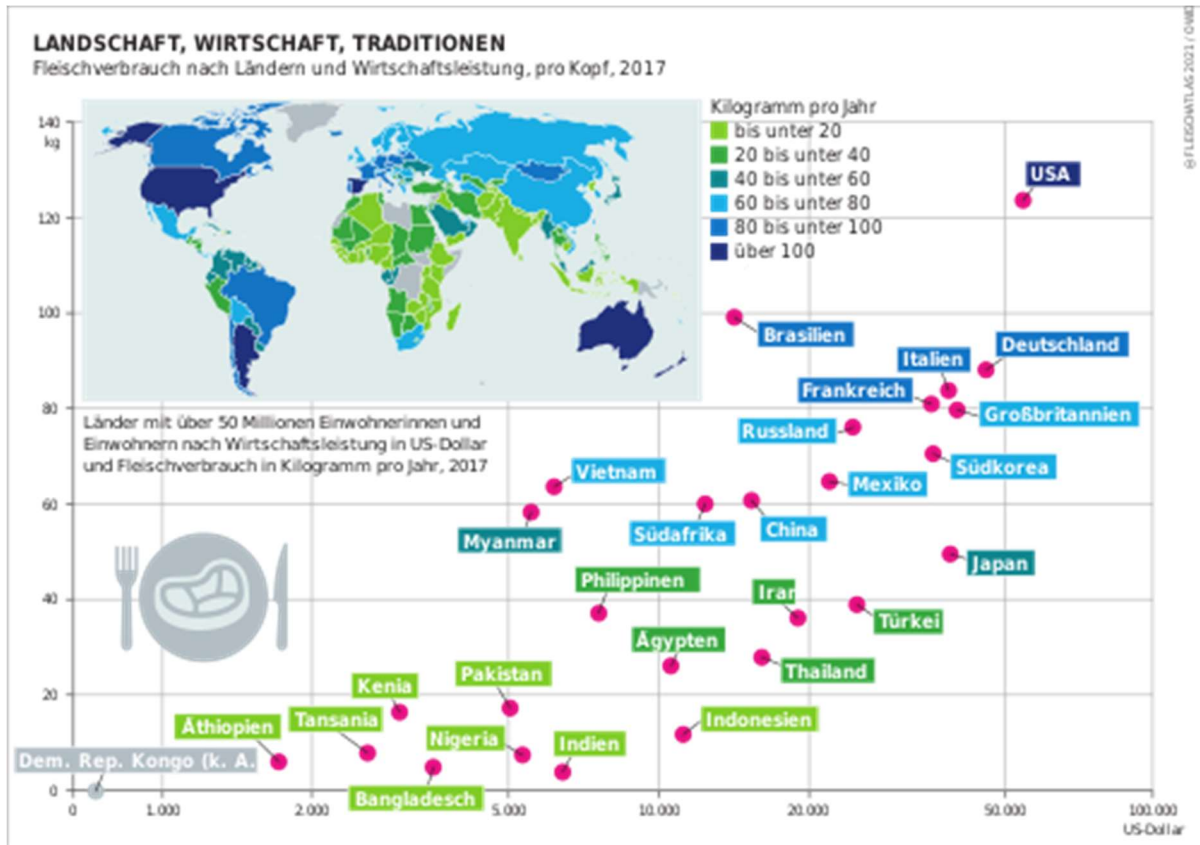 LANDSCHAFT, WIRTSCHAFT, TRADITIONEN
Fleischverbrauch nach Ländern und Wirtschaftsleistung, pro Kopf, 2017
© FLEISCHATLAS 2021 / OWID
Kilogramm pro Jahr
bis unter 20
20 bis unter 40
40 bis unter 60
60 bis unter 80
80 bis unter 100
über 100
140
kg
120
100
80
60
40
20
0
Länder mit über 50 Millionen Einwohnerinnen und
Einwohnern nach Wirtschaftsleistung in US-Dollar
und Fleischverbrauch in Kilogramm pro Jahr, 2017
USA
Brasilien
Deutschland
Italien
Frankreich
Großbritannien
Russland
Südkorea
Vietnam
Mexiko
Myanmar
Südafrika
China
Japan
Philippinen
Iran
Türkei
Ägypten
Thailand
Pakistan
Kenia
Äthiopien
Tansania
Nigeria
Indien
Indonesien
Dem. Rep. Kongo (k. A.
Bangladesch
0
1.000
2.000
5.000
10.000
20.000
50.000
100.000
US-Dollar